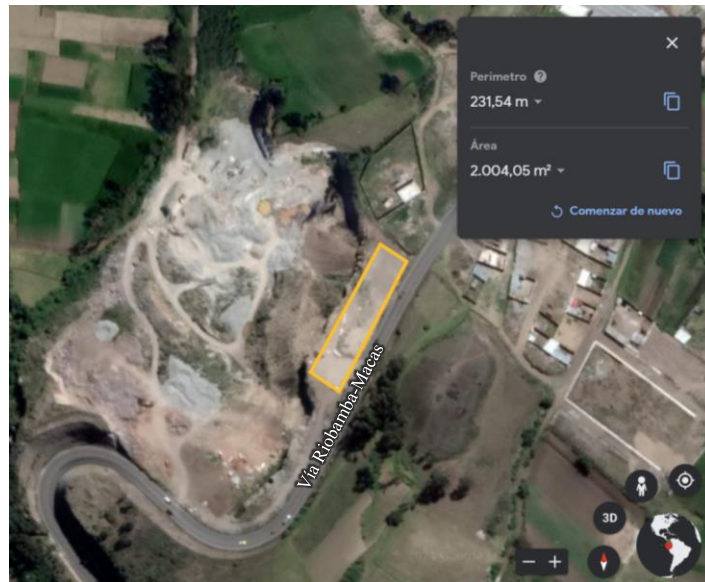 Perímetro ?
231,54 m
Área
2.004,05 m²
Comenzar de nuevo
Vía Riobamba-Macas
3D